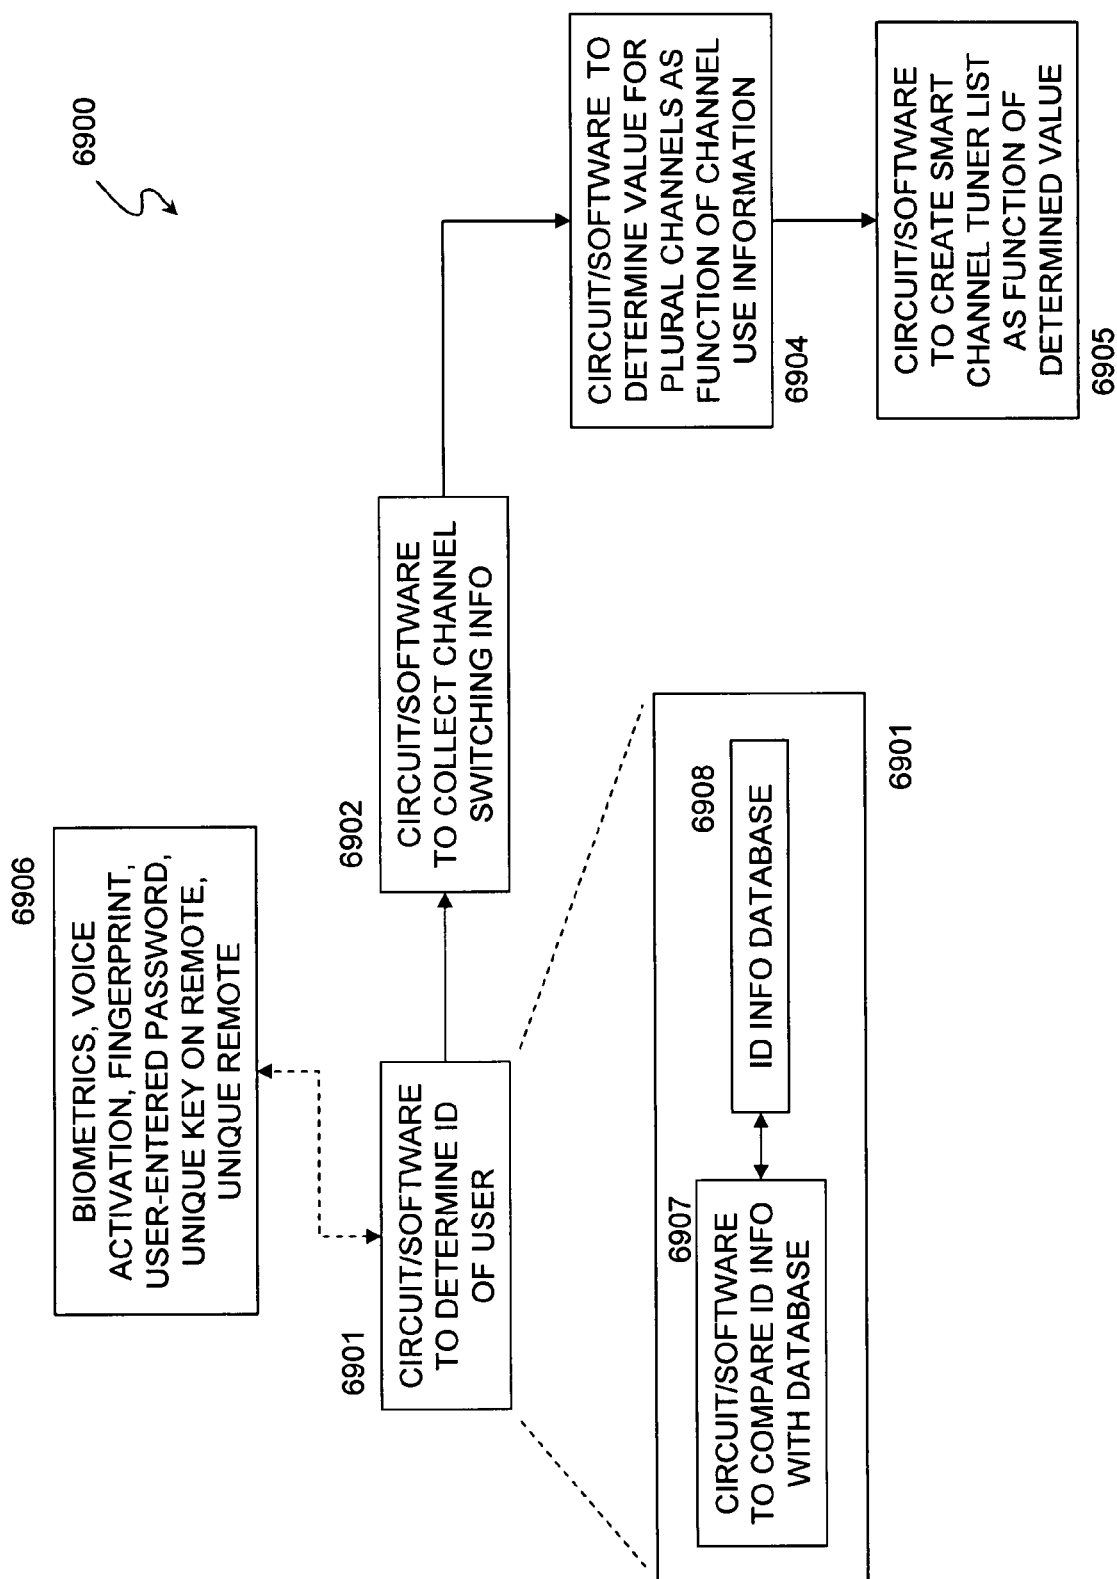 6900
6906
BIOMETRICS, VOICE
ACTIVATION, FINGERPRINT,
USER-ENTERED PASSWORD,
UNIQUE KEY ON REMOTE,
UNIQUE REMOTE
6901
CIRCUIT/SOFTWARE
TO DETERMINE ID
OF USER
6902
CIRCUIT/SOFTWARE
TO COLLECT CHANNEL
SWITCHING INFO
CIRCUIT/SOFTWARE TO
DETERMINE VALUE FOR
PLURAL CHANNELS AS
FUNCTION OF CHANNEL
USE INFORMATION
6904
CIRCUIT/SOFTWARE
TO CREATE SMART
CHANNEL TUNER LIST
AS FUNCTION OF
DETERMINED VALUE
6905
6907
CIRCUIT/SOFTWARE
TO COMPARE ID INFO
WITH DATABASE
6908
ID INFO DATABASE
6901